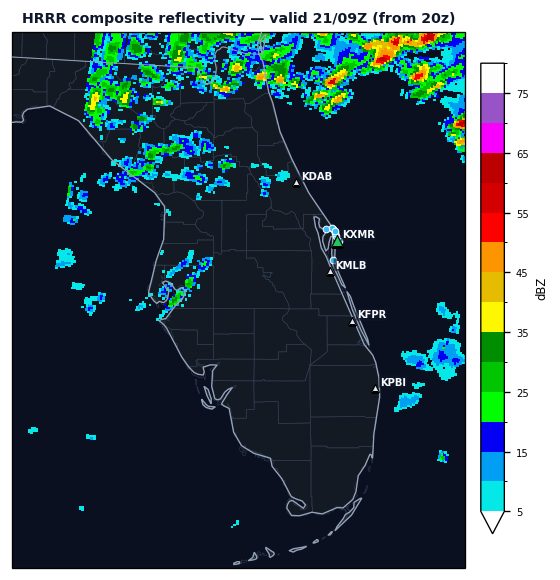 HRRR composite reflectivity — valid 21/09Z (from 20z)
75
65
55
45
35
25
15
5
dBZ
KDAB
KXMR
KMLB
KFPR
KPBI